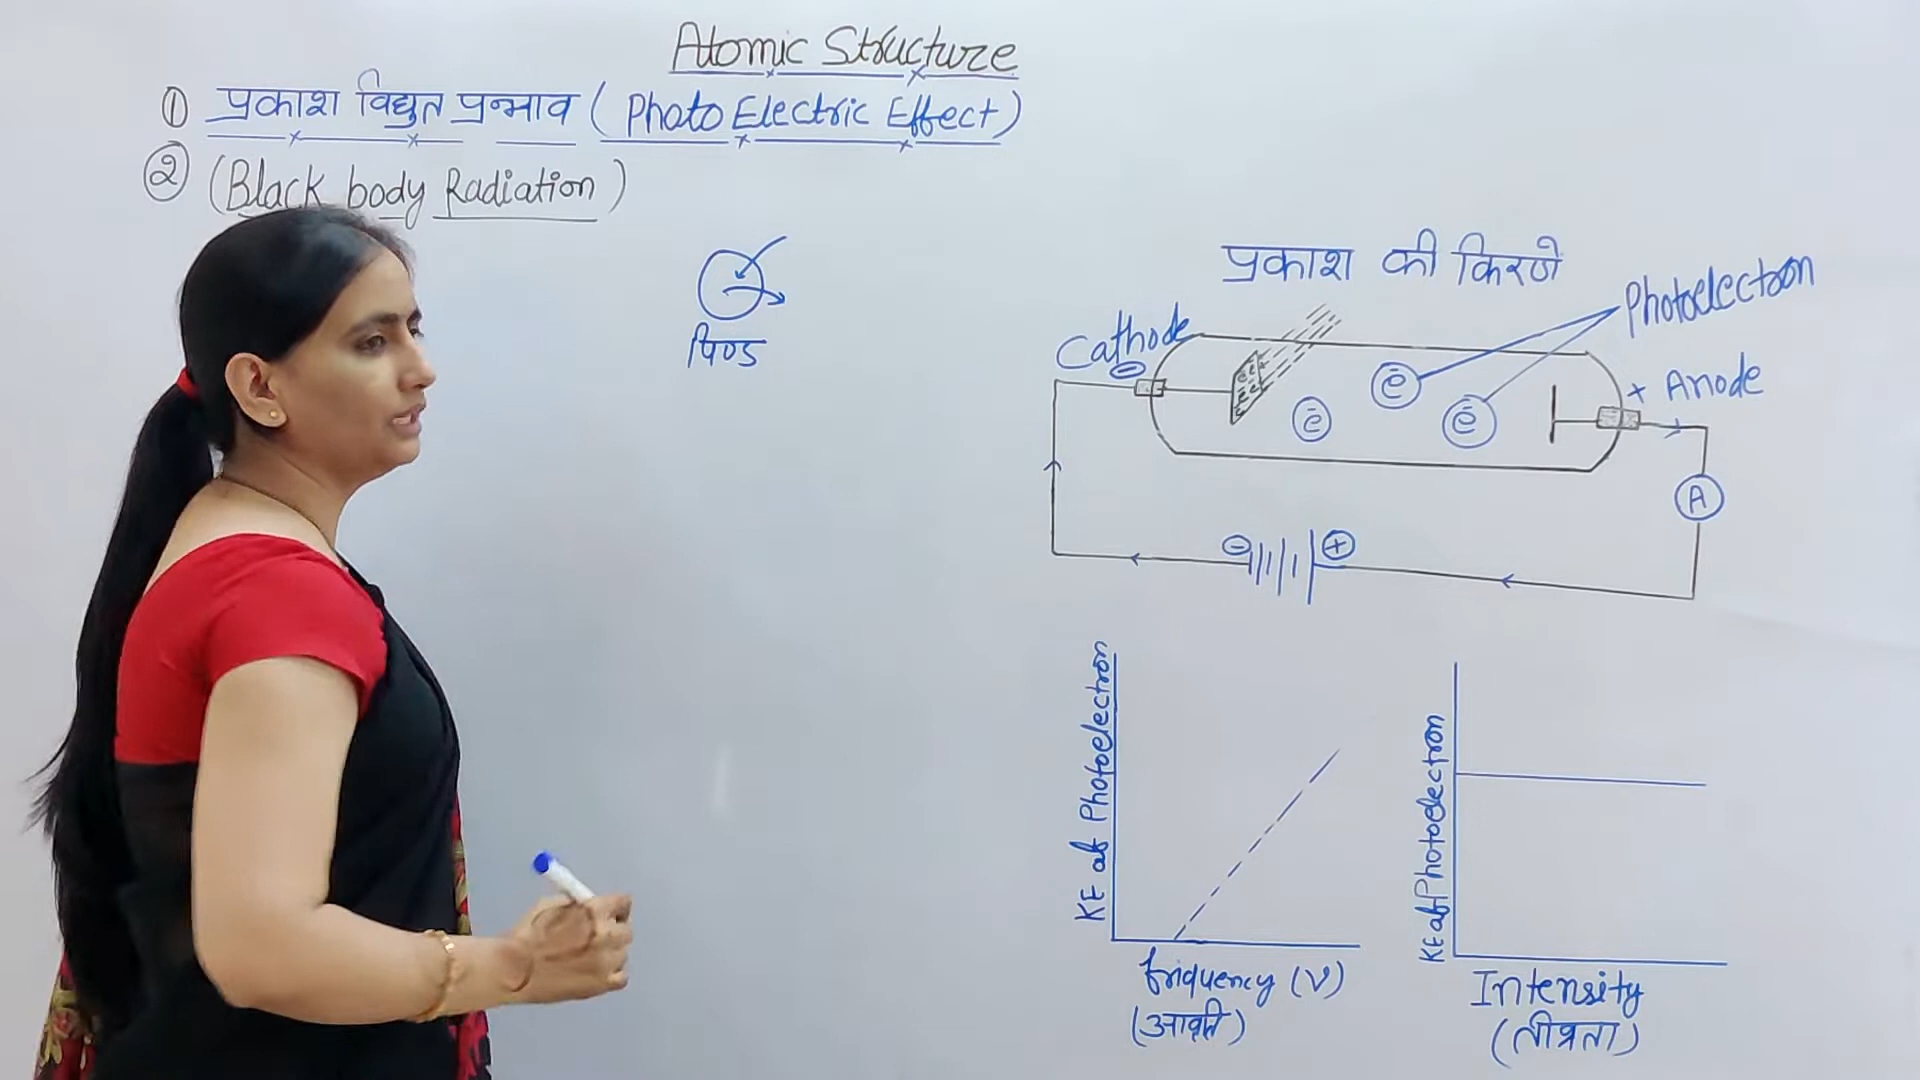 Atomic Structure
① प्रकाश विद्युत प्रभाव ( Photo Electric Effect )
② (Black body Radiation )
पिण्ड
प्रकाश की किरणे
Photoelectron
Cathode
-
e e
e e
ē
ē
ē
+ Anode
A
- +
KE of Photoelectron
friquency (ν)
(आवृत्ति)
KE of Photoelectron
Intensity
(तीव्रता)